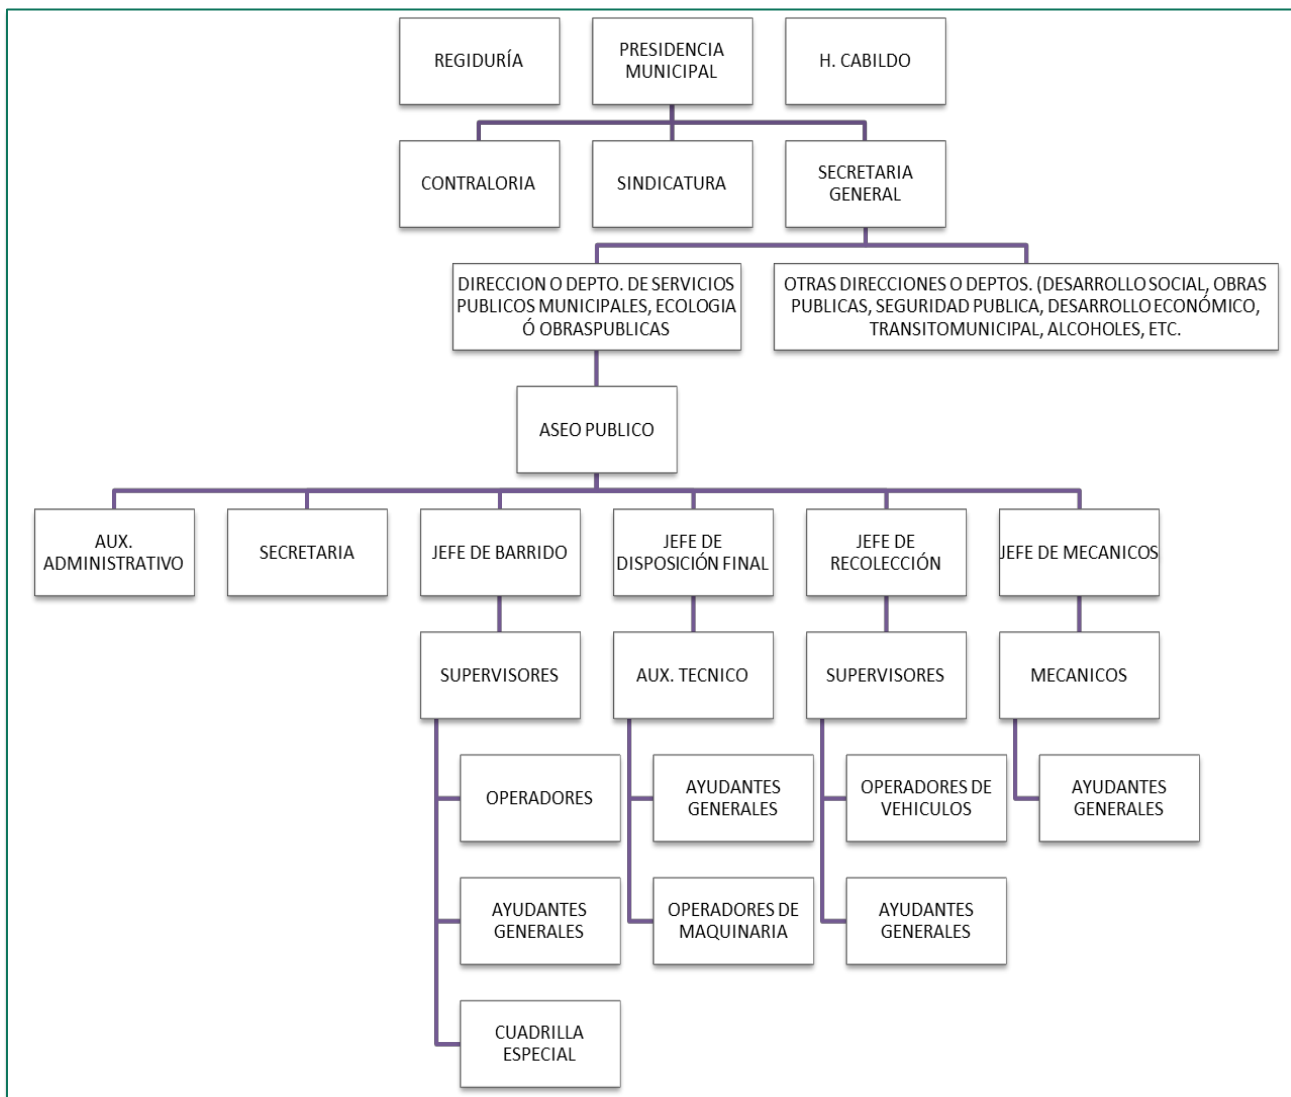 REGIDURÍA
PRESIDENCIA
MUNICIPAL
H. CABILDO
CONTRALORIA
SINDICATURA
SECRETARIA
GENERAL
DIRECCION O DEPTO. DE SERVICIOS
PUBLICOS MUNICIPALES, ECOLOGIA
Ó OBRASPUBLICAS
OTRAS DIRECCIONES O DEPTOS. (DESARROLLO SOCIAL, OBRAS
PUBLICAS, SEGURIDAD PUBLICA, DESARROLLO ECONÓMICO,
TRANSITOMUNICIPAL, ALCOHOLES, ETC.
ASEO PUBLICO
AUX.
ADMINISTRATIVO
SECRETARIA
JEFE DE BARRIDO
JEFE DE
DISPOSICIÓN FINAL
JEFE DE
RECOLECCIÓN
JEFE DE MECANICOS
SUPERVISORES
AUX. TECNICO
SUPERVISORES
MECANICOS
OPERADORES
AYUDANTES
GENERALES
OPERADORES DE
VEHICULOS
AYUDANTES
GENERALES
AYUDANTES
GENERALES
OPERADORES DE
MAQUINARIA
AYUDANTES
GENERALES
CUADRILLA
ESPECIAL